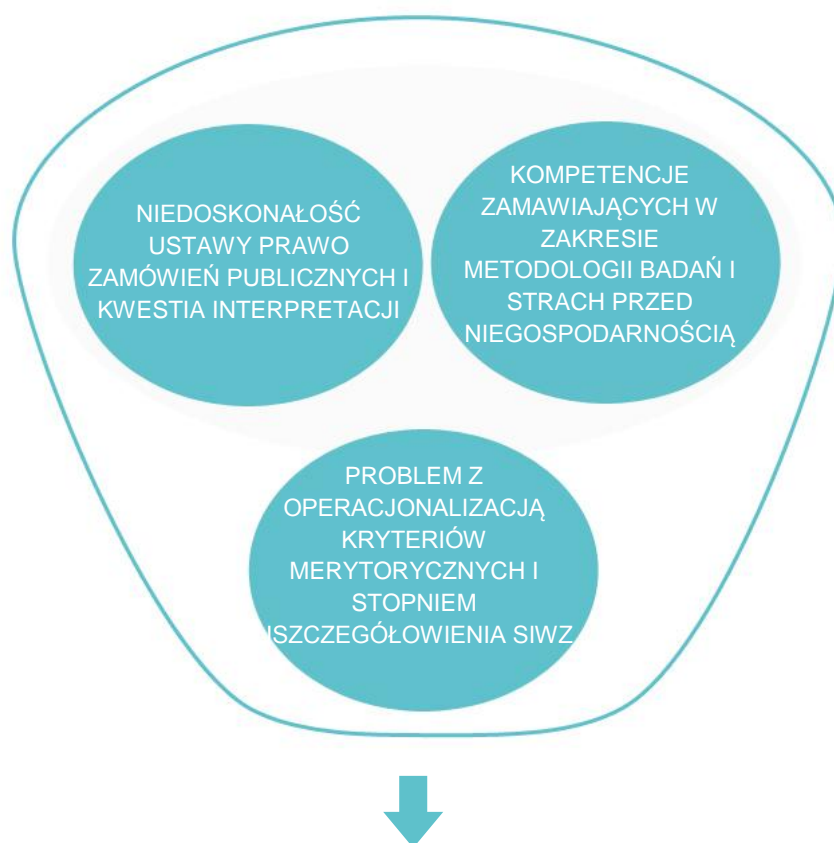 NIEDOSKONAŁOŚĆ
USTAWY PRAWO
ZAMÓWIEŃ PUBLICZNYCH I
KWESTIA INTERPRETACJI
KOMPETENCJE
ZAMAWIAJĄCYCH W
ZAKRESIE
METODOLOGII BADAŃ I
STRACH PRZED
NIEGOSPODARNOŚCIĄ
PROBLEM Z
OPERACJONALIZACJĄ
KRYTERIÓW
MERYTORYCZNYCH I
STOPNIEM
USZCZEGÓŁOWIENIA SIWZ